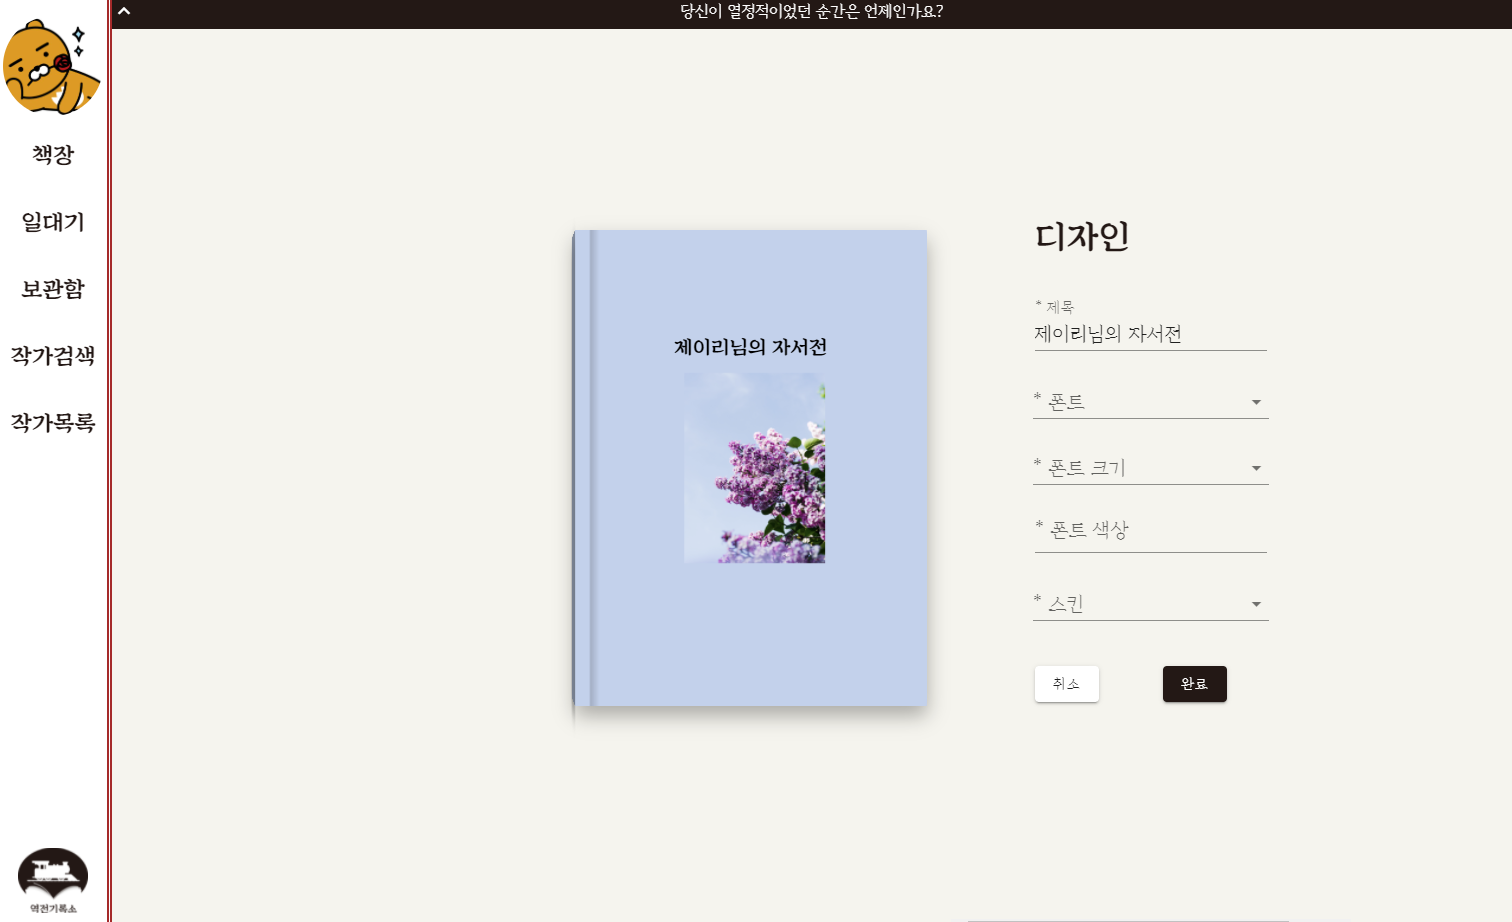 당신이 열정적이었던 순간은 언제인가요?
책장
일대기
보관함
작가검색
작가목록
역전기록소
제이리님의 자서전
디자인
* 제목
제이리님의 자서전
* 폰트
* 폰트 크기
* 폰트 색상
* 스킨
취소
완료